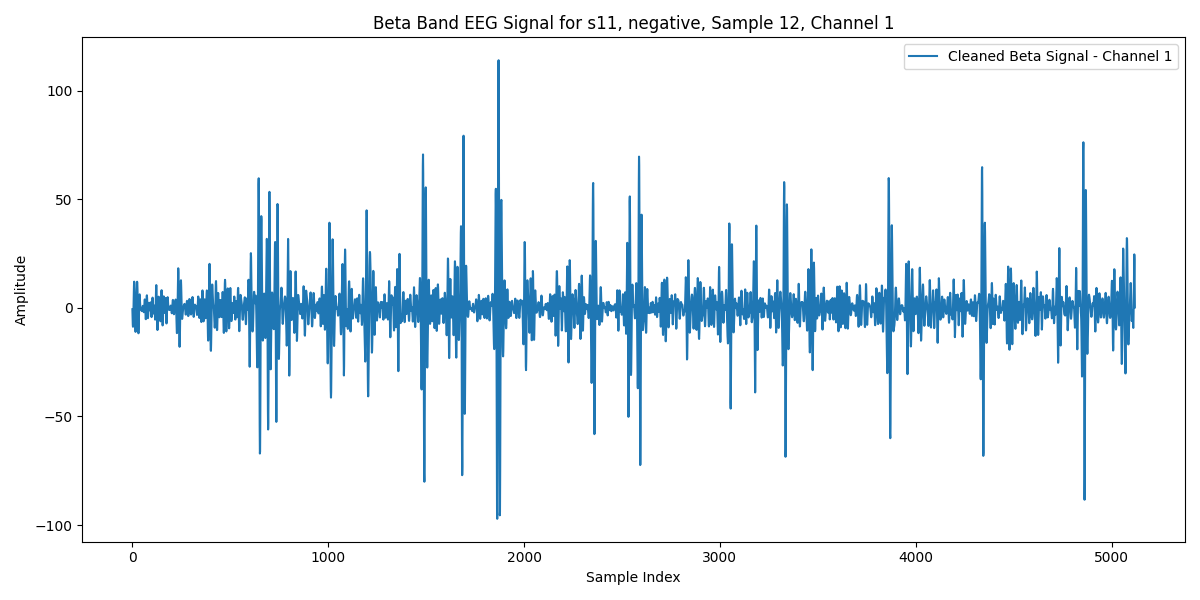 Beta Band EEG Signal for s11, negative, Sample 12, Channel 1
Cleaned Beta Signal - Channel 1
Amplitude
100
50
0
−50
−100
0 1000 2000 3000 4000 5000
Sample Index